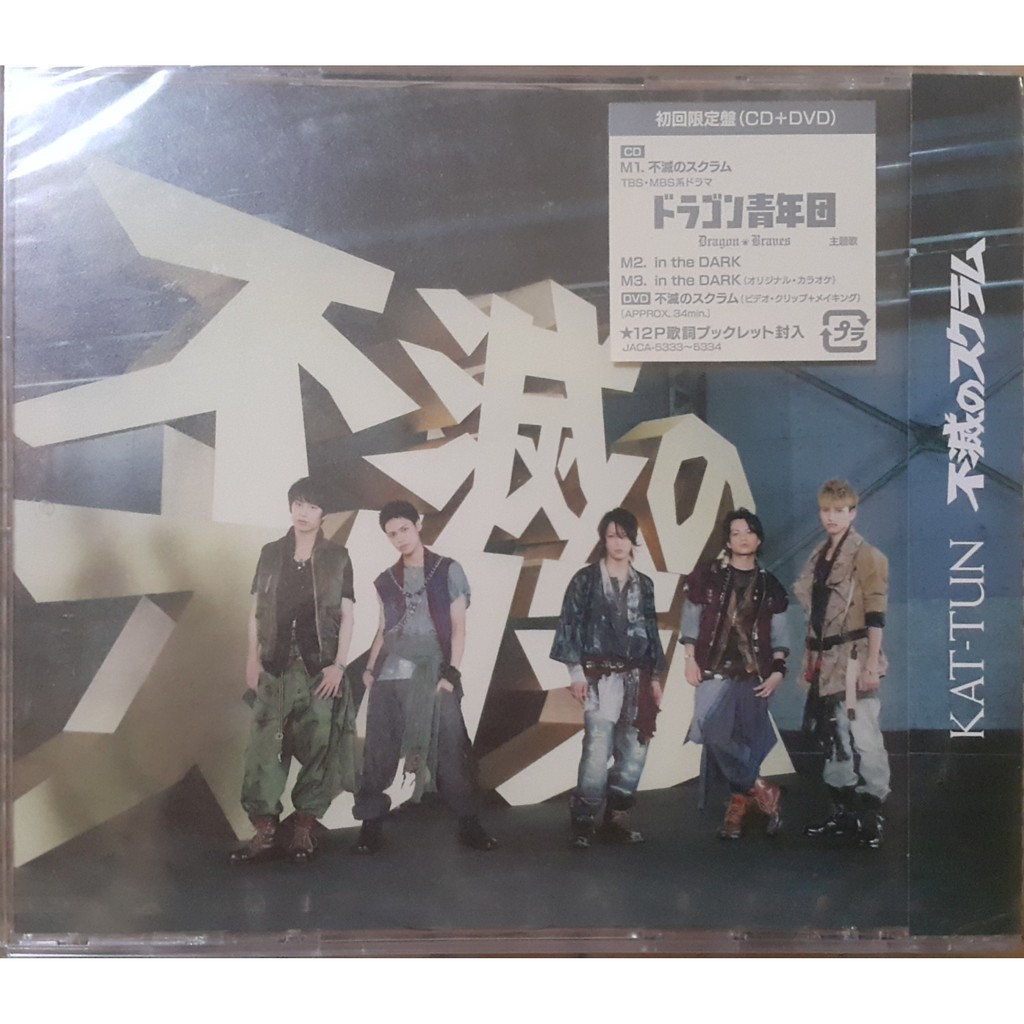 初回限定盤(CD+DVD)
CD
M1. 不滅のスクラム
TBS・MBS系ドラマ
ドラゴン青年団
Dragon★Braves 主題歌
M2. in the DARK
M3. in the DARK(オリジナル・カラオケ)
DVD 不滅のスクラム(ビデオ・クリップ+メイキング)
[APPROX. 34min.]
★12P歌詞ブックレット封入
プラ
JACA-5333～5334
不滅の
KAT-TUN 不滅のスクラム